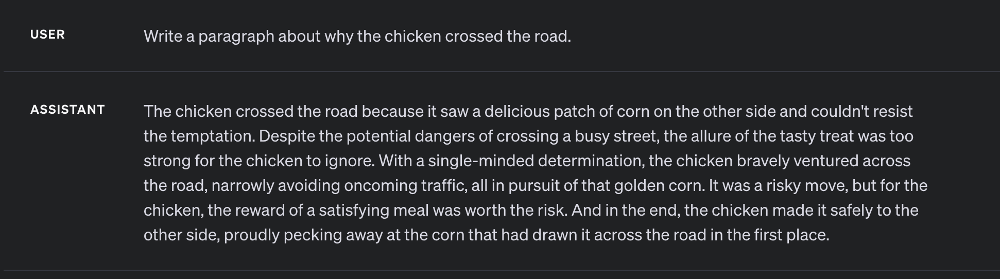 USER
Write a paragraph about why the chicken crossed the road.
ASSISTANT
The chicken crossed the road because it saw a delicious patch of corn on the other side and couldn't resist
the temptation. Despite the potential dangers of crossing a busy street, the allure of the tasty treat was too
strong for the chicken to ignore. With a single-minded determination, the chicken bravely ventured across
the road, narrowly avoiding oncoming traffic, all in pursuit of that golden corn. It was a risky move, but for the
chicken, the reward of a satisfying meal was worth the risk. And in the end, the chicken made it safely to the
other side, proudly pecking away at the corn that had drawn it across the road in the first place.